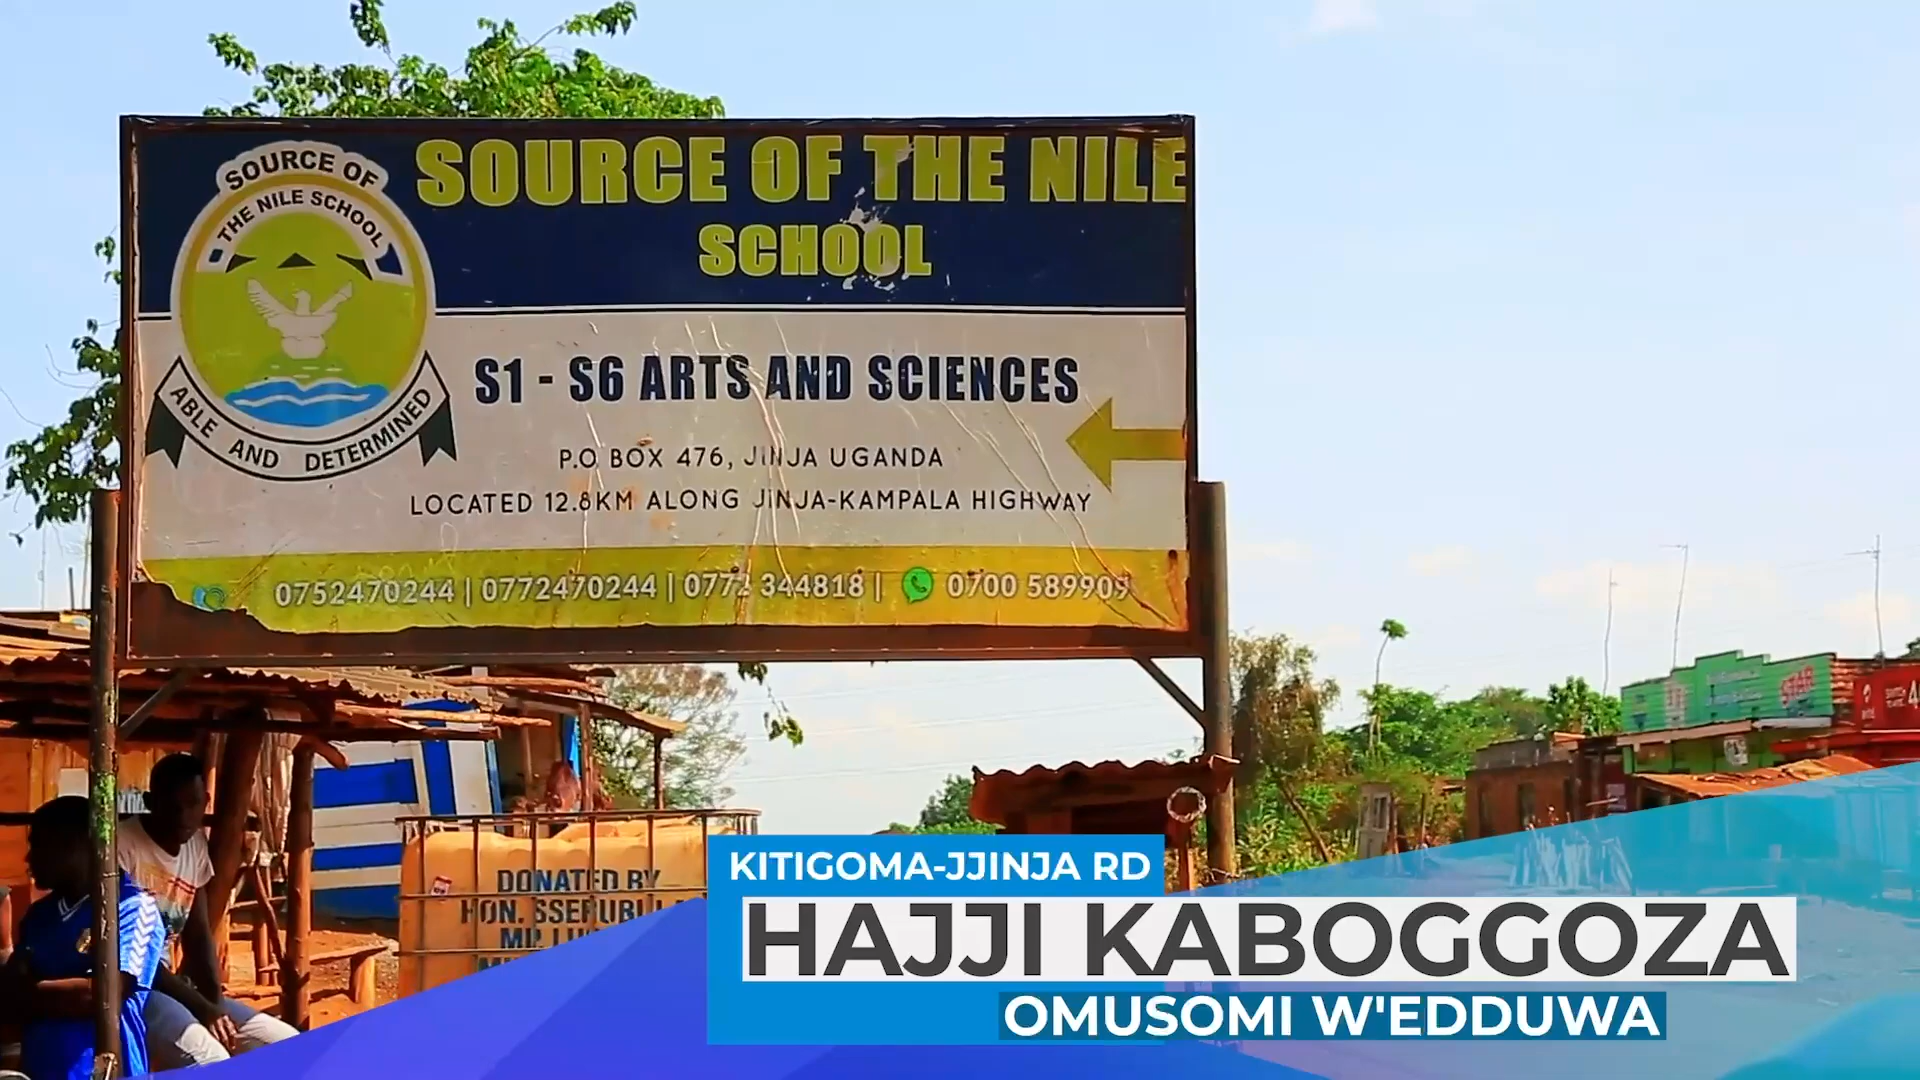 SOURCE OF
THE NILE SCHOOL
ABLE AND DETERMINED
SOURCE OF THE NILE
SCHOOL
S1 - S6 ARTS AND SCIENCES
P.O BOX 476, JINJA UGANDA
LOCATED 12.8KM ALONG JINJA-KAMPALA HIGHWAY
0752470244 | 0772470244 | 0772 344818 | 0700 589909
STAR
DONATED BY
HON.
KITIGOMA-JJINJA RD
HAJJI KABOGGOZA
OMUSOMI W'EDDUWA